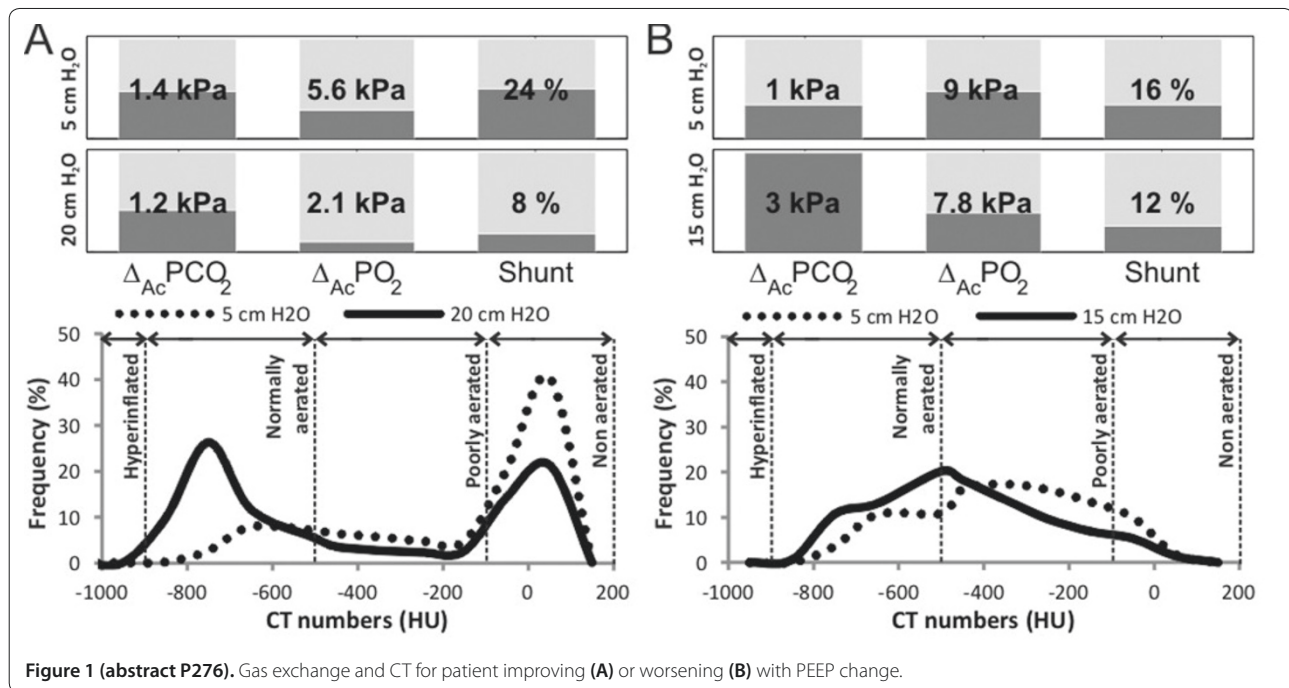 A
5 cm H₂O
1.4 kPa 5.6 kPa 24 %
20 cm H₂O
1.2 kPa 2.1 kPa 8 %
ΔAcPCO₂ ΔAcPO₂ Shunt
5 cm H2O 20 cm H2O
Frequency (%)
50
40
30
20
10
0
Hyperinflated
Normally
aerated
Poorly aerated
Non aerated
-1000 -800 -600 -400 -200 0 200
CT numbers (HU)
B
5 cm H₂O
1 kPa 9 kPa 16 %
15 cm H₂O
3 kPa 7.8 kPa 12 %
ΔAcPCO₂ ΔAcPO₂ Shunt
5 cm H2O 15 cm H2O
Frequency (%)
50
40
30
20
10
0
Hyperinflated
Normally
aerated
Poorly aerated
Non aerated
-1000 -800 -600 -400 -200 0 200
CT numbers (HU)
Figure 1 (abstract P276). Gas exchange and CT for patient improving (A) or worsening (B) with PEEP change.